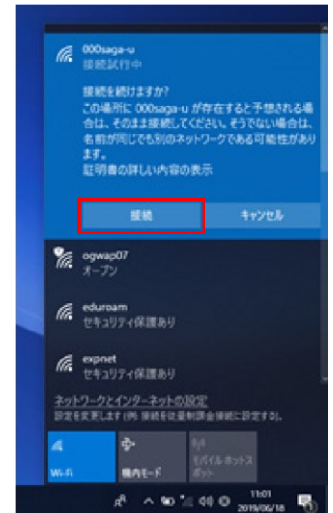 000saga-u
接続試行中
接続を続けますか?
この場所に 000saga-u が存在すると予想される場
合は、そのまま接続してください。そうでない場合は、
名前が同じでも別のネットワークである可能性があり
ます。
証明書の詳しい内容の表示
接続 キャンセル
ogwap07
オープン
eduroam
セキュリティ保護あり
expnet
セキュリティ保護あり
ネットワークとインターネットの設定
設定を変更します (例: 接続を従量制課金接続に設定する)。
Wi-Fi 機内モード モバイル ホットス
ポット
11:01
2019/06/18